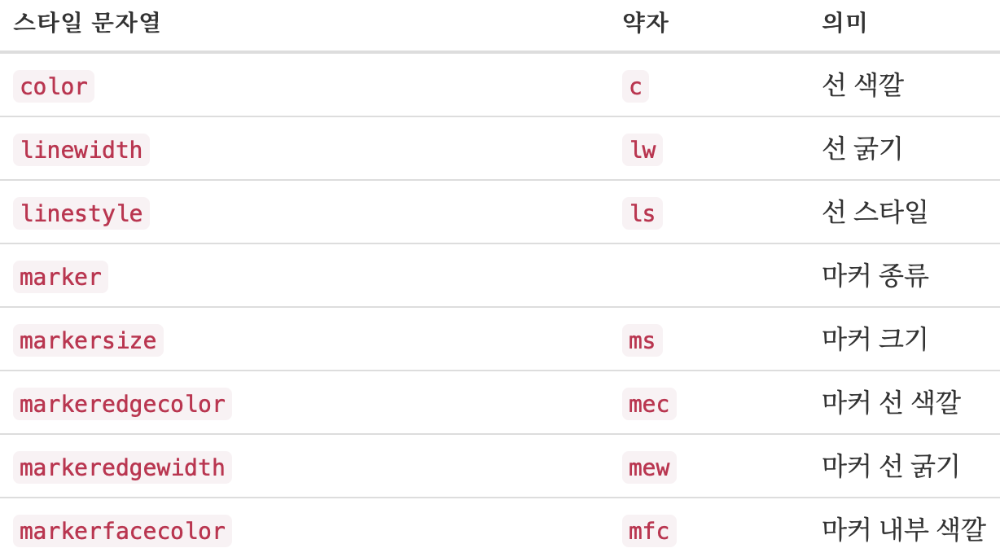 스타일 문자열 약자 의미
color c 선 색깔
linewidth lw 선 굵기
linestyle ls 선 스타일
marker 마커 종류
markersize ms 마커 크기
markeredgecolor mec 마커 선 색깔
markeredgewidth mew 마커 선 굵기
markerfacecolor mfc 마커 내부 색깔